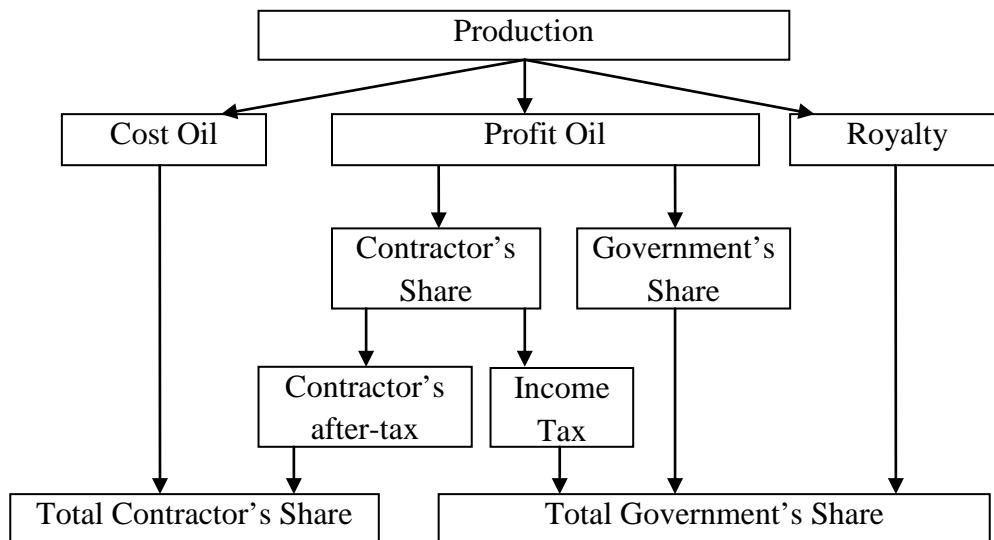 Production
Cost Oil
Profit Oil
Royalty
Contractor’s
Share
Government’s
Share
Contractor’s
after-tax
Income
Tax
Total Contractor’s Share
Total Government’s Share